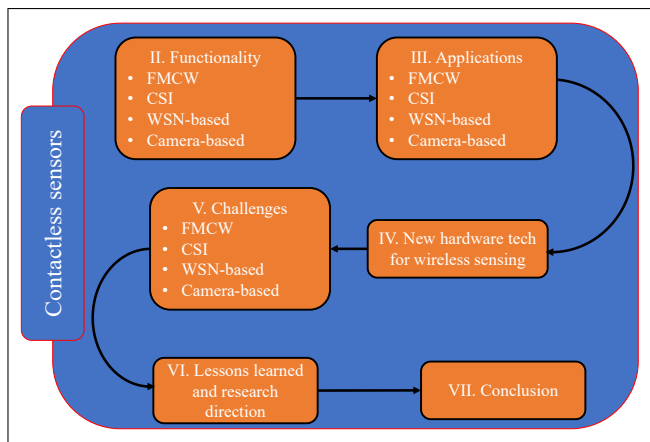 Contactless sensors
II. Functionality
• FMCW
• CSI
• WSN-based
• Camera-based
III. Applications
• FMCW
• CSI
• WSN-based
• Camera-based
IV. New hardware tech
for wireless sensing
V. Challenges
• FMCW
• CSI
• WSN-based
• Camera-based
VI. Lessons learned
and research
direction
VII. Conclusion